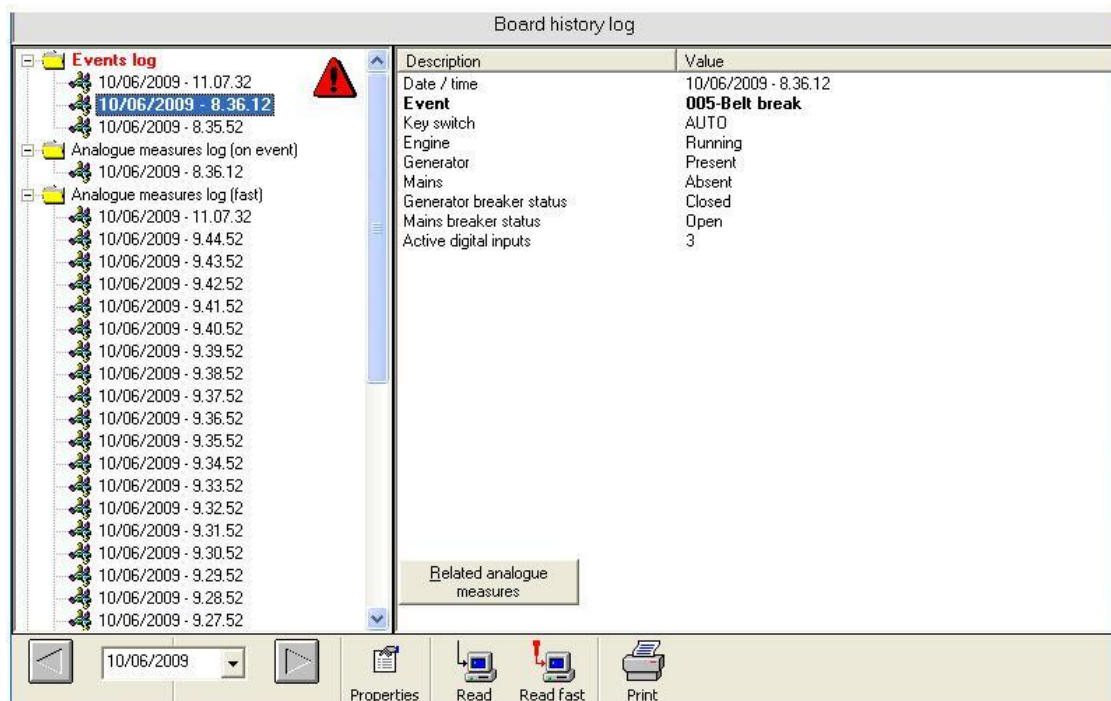 Board history log
Events log
10/06/2009 - 11.07.32
10/06/2009 - 8.36.12
10/06/2009 - 8.35.52
Analogue measures log (on event)
10/06/2009 - 8.36.12
Analogue measures log (fast)
10/06/2009 - 11.07.32
10/06/2009 - 9.44.52
10/06/2009 - 9.43.52
10/06/2009 - 9.42.52
10/06/2009 - 9.41.52
10/06/2009 - 9.40.52
10/06/2009 - 9.39.52
10/06/2009 - 9.38.52
10/06/2009 - 9.37.52
10/06/2009 - 9.36.52
10/06/2009 - 9.35.52
10/06/2009 - 9.34.52
10/06/2009 - 9.33.52
10/06/2009 - 9.32.52
10/06/2009 - 9.31.52
10/06/2009 - 9.30.52
10/06/2009 - 9.29.52
10/06/2009 - 9.28.52
10/06/2009 - 9.27.52
Description Value
Date / time 10/06/2009 - 8.36.12
Event 005-Belt break
Key switch AUTO
Engine Running
Generator Present
Mains Absent
Generator breaker status Closed
Mains breaker status Open
Active digital inputs 3
Related analogue
measures
10/06/2009
Properties Read Read fast Print